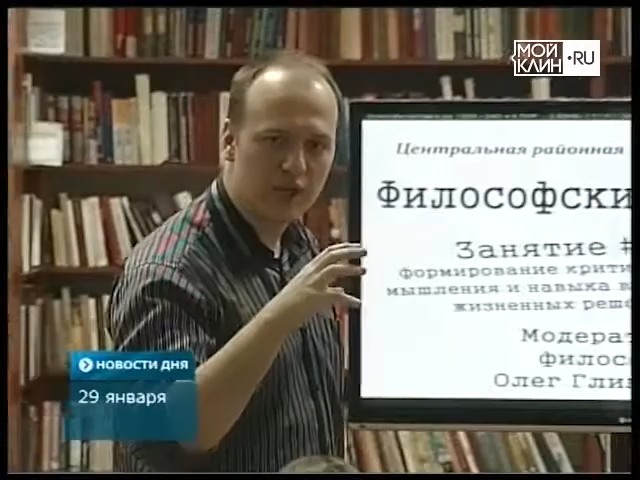 МОЙ
КЛИН .RU
Центральная районная
Философски
Занятие #
формирование крити
мышления и навыка в
жизненных реш
Модерат
филос
Олег Гли
НОВОСТИ ДНЯ
29 января